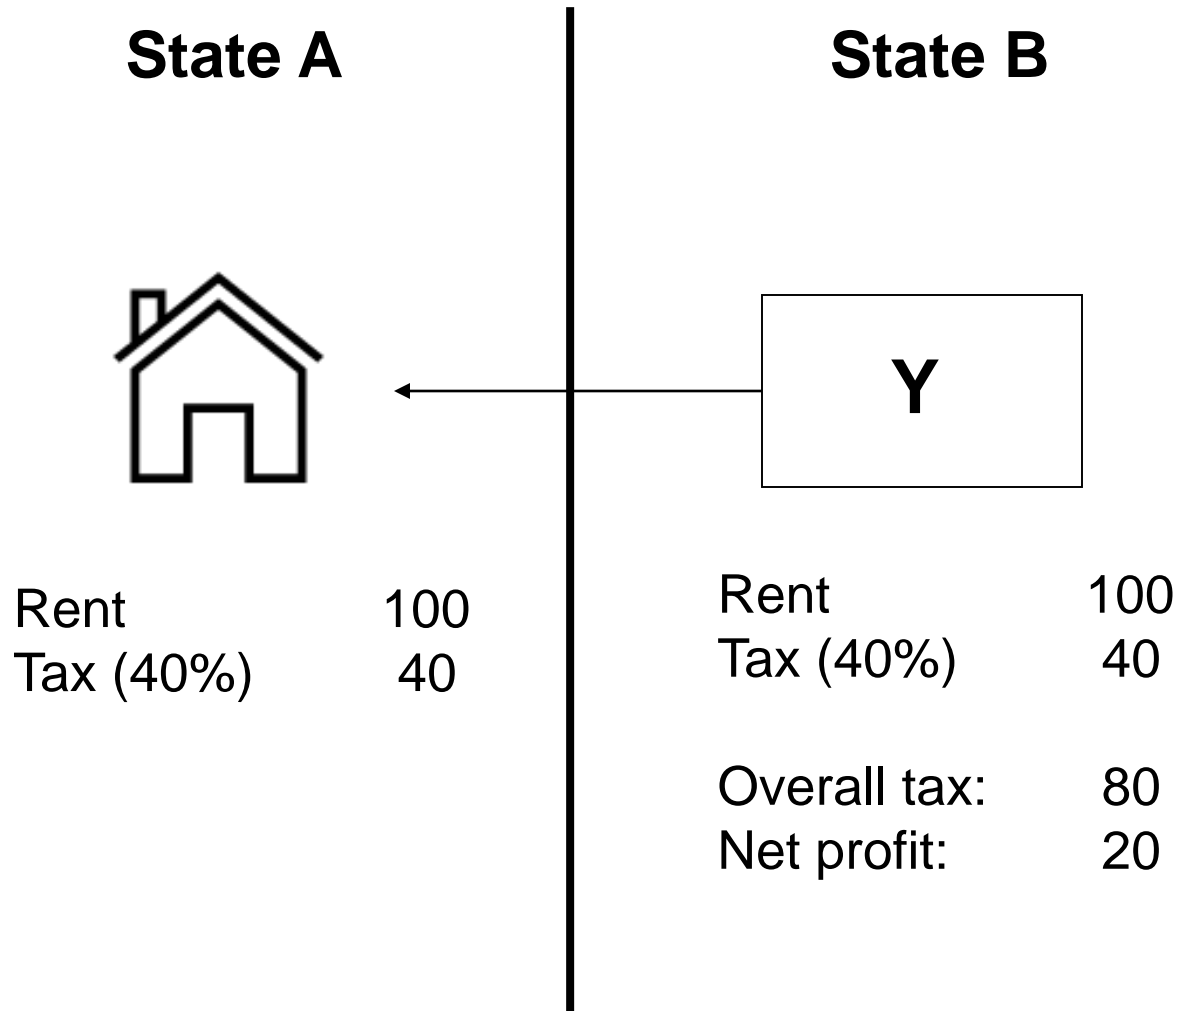 State A
State B
Y
Rent 100
Tax (40%) 40
Rent 100
Tax (40%) 40
Overall tax: 80
Net profit: 20